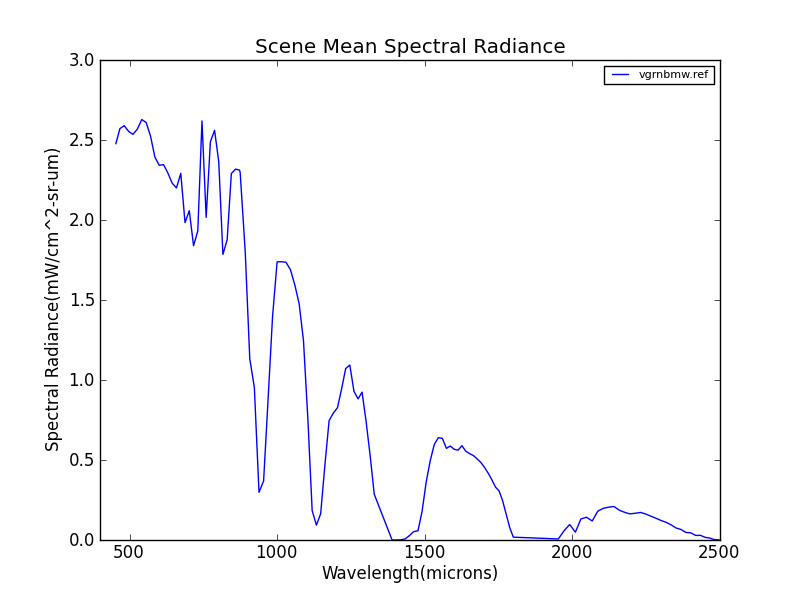 Scene Mean Spectral Radiance
vgrnbmw.ref
Spectral Radiance(mW/cm^2-sr-um)
3.0
2.5
2.0
1.5
1.0
0.5
0.0
500 1000 1500 2000 2500
Wavelength(microns)